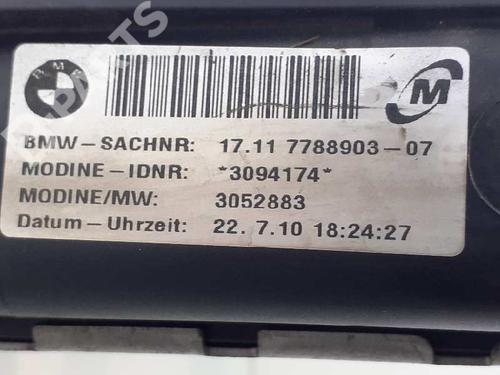 BMW
BMW-SACHNR: 17.11 7788903-07
MODINE-IDNR: *3094174*
MODINE/MW: 3052883
Datum-Uhrzeit: 22. 7.10 18:24:27